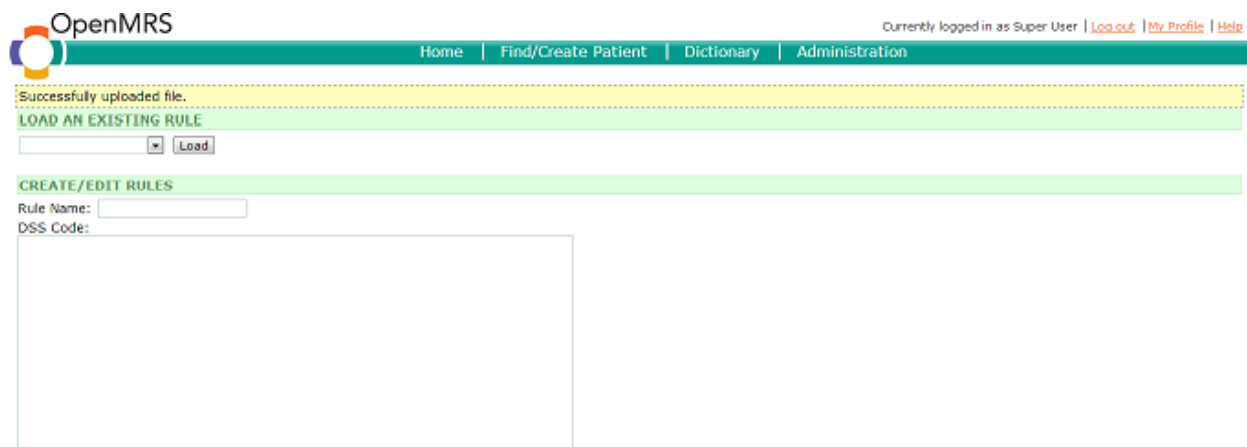 OpenMRS
Currently logged in as Super User | Log out | My Profile | Help
Home | Find/Create Patient | Dictionary | Administration
Successfully uploaded file.
LOAD AN EXISTING RULE
Load
CREATE/EDIT RULES
Rule Name:
DSS Code: